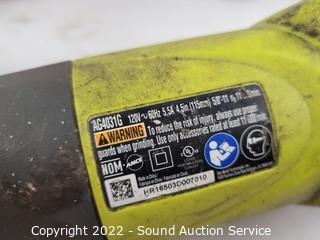 AG4031G 120V~60Hz 5.5A 4.5in.(115mm) 5/8"-11
WARNING To reduce the risk of injury, always use proper
guards when grinding. Use only accessories rated at least
NOM ANCE
HR16503D007010
Copyright 2022 - Sound Auction Service